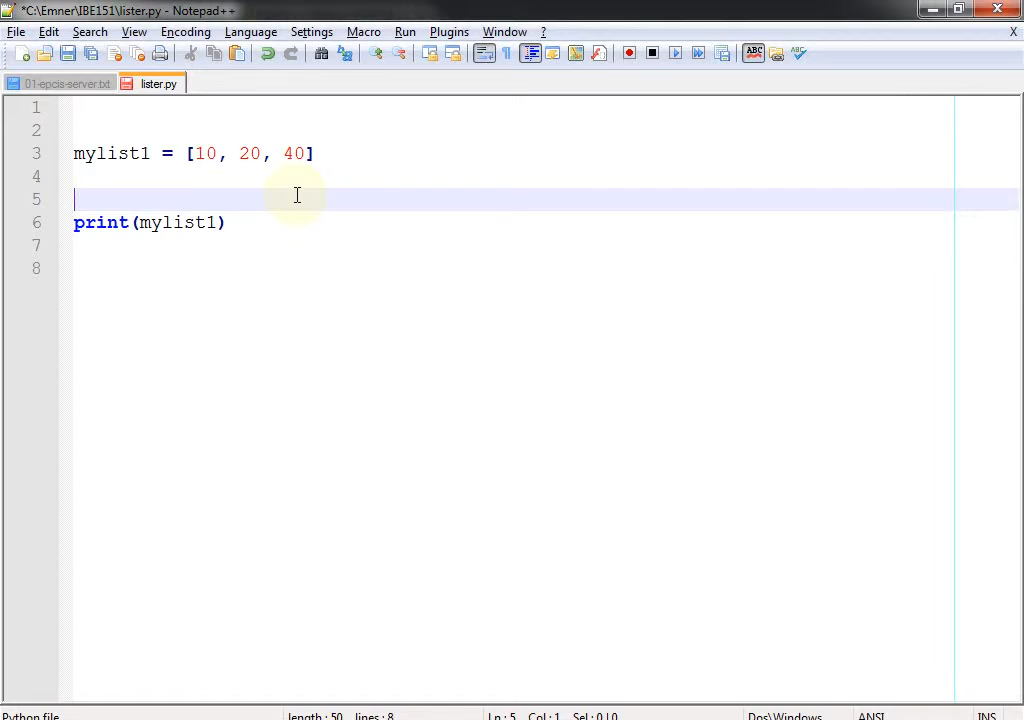 *C:\Emner\IBE151\lister.py - Notepad++
File Edit Search View Encoding Language Settings Macro Run Plugins Window ? X
01-epcis-server.txt lister.py
1
2
3 mylist1 = [10, 20, 40]
4
5
6 print(mylist1)
7
8
Python file length : 50 lines : 8 Ln : 5 Col : 1 Sel : 0 | 0 Dos\Windows ANSI INS